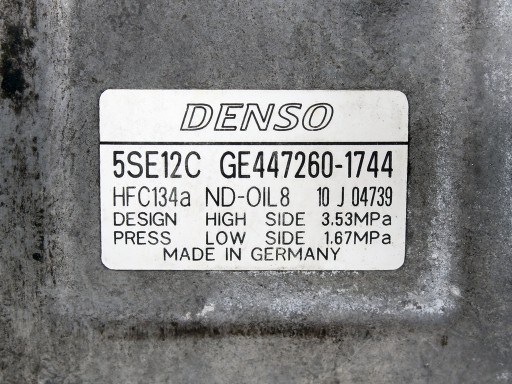 DENSO
5SE12C GE447260-1744
HFC134a ND-OIL8 10 J 04739
DESIGN HIGH SIDE 3.53MPa
PRESS LOW SIDE 1.67MPa
MADE IN GERMANY